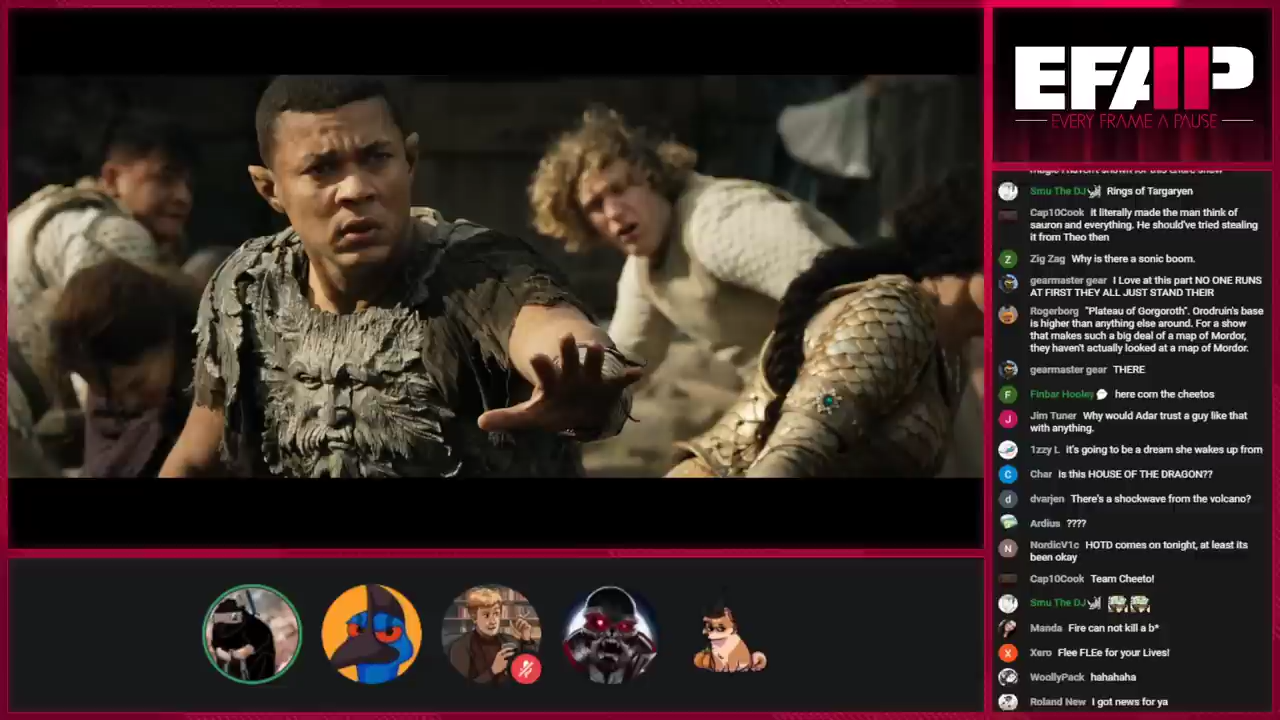 EFAP
EVERY FRAME A PAUSE
magic I haven't shown for this entire show
Smu The DJ Rings of Targaryen
Cap10Cook it literally made the man think of
sauron and everything. He should'ved tried stealing
it from Theo then
Z
Zig Zag Why is there a sonic boom.
gearmaster gear I Love at this part NO ONE RUNS
AT FIRST THEY ALL JUST STAND THEIR
Rogerborg "Plateau of Gorgoroth". Orodruin's base
is higher than anything else around. For a show
that makes such a big deal of a map of Mordor,
they haven't actually looked at a map of Mordor.
gearmaster gear THERE
F
Finbar Hooley here com the cheetos
J
Jim Tuner Why would Adar trust a guy like that
with anything.
1zzy L it's going to be a dream she wakes up from
C
Char Is this HOUSE OF THE DRAGON??
d
dvarjen There's a shockwave from the volcano?
Ardius ????
N
NordicV1c HOTD comes on tonight, at least its
been okay
Cap10Cook Team Cheeto!
Smu The DJ
Manda Fire can not kill a b*
X
Xero Flee FLEe for your Lives!
WoollyPack hahahaha
Roland New I got news for ya